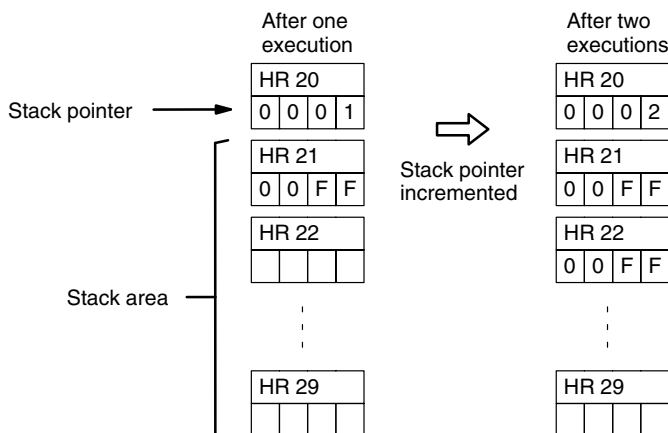 After one
execution
After two
executions
HR 20
HR 20
Stack pointer
0 0 0 1
0 0 0 2
HR 21
HR 21
Stack pointer
incremented
0 0 F F
0 0 F F
HR 22
HR 22
0 0 F F
Stack area
HR 29
HR 29